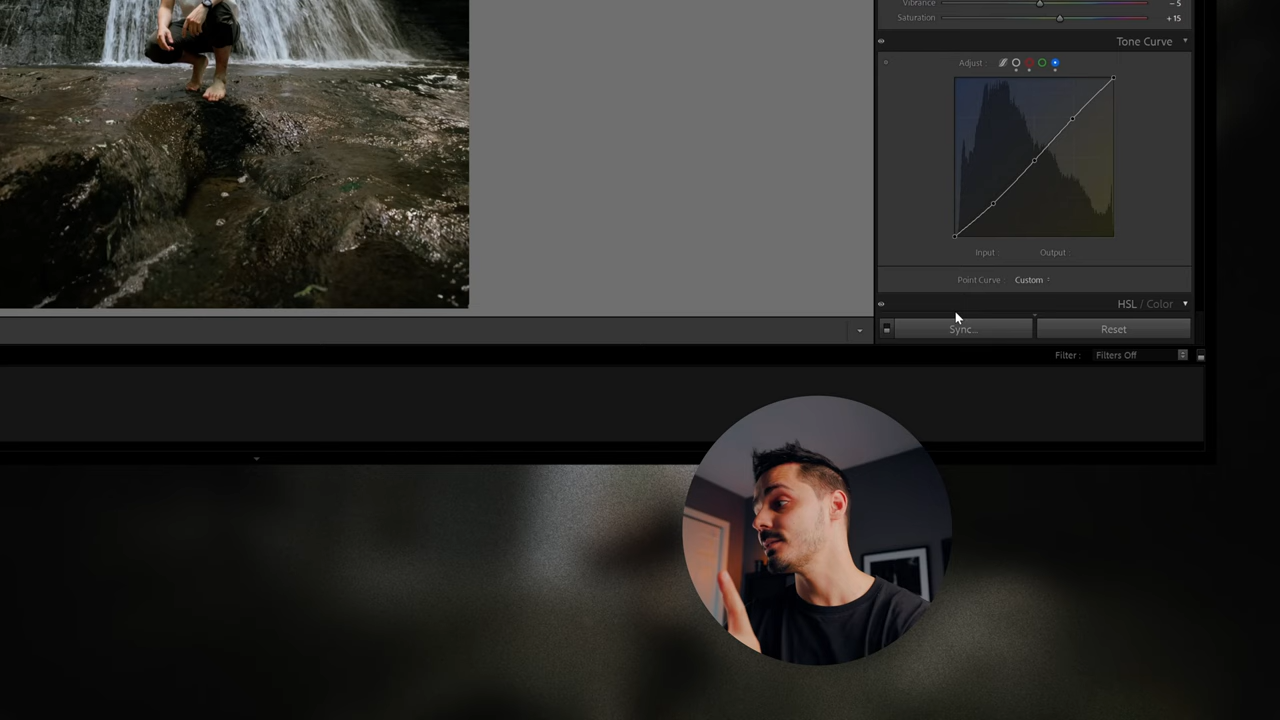 Vibrance - 5
Saturation + 15
Tone Curve
Adjust :
Input : Output :
Point Curve : Custom
HSL / Color
Sync... Reset
Filter : Filters Off